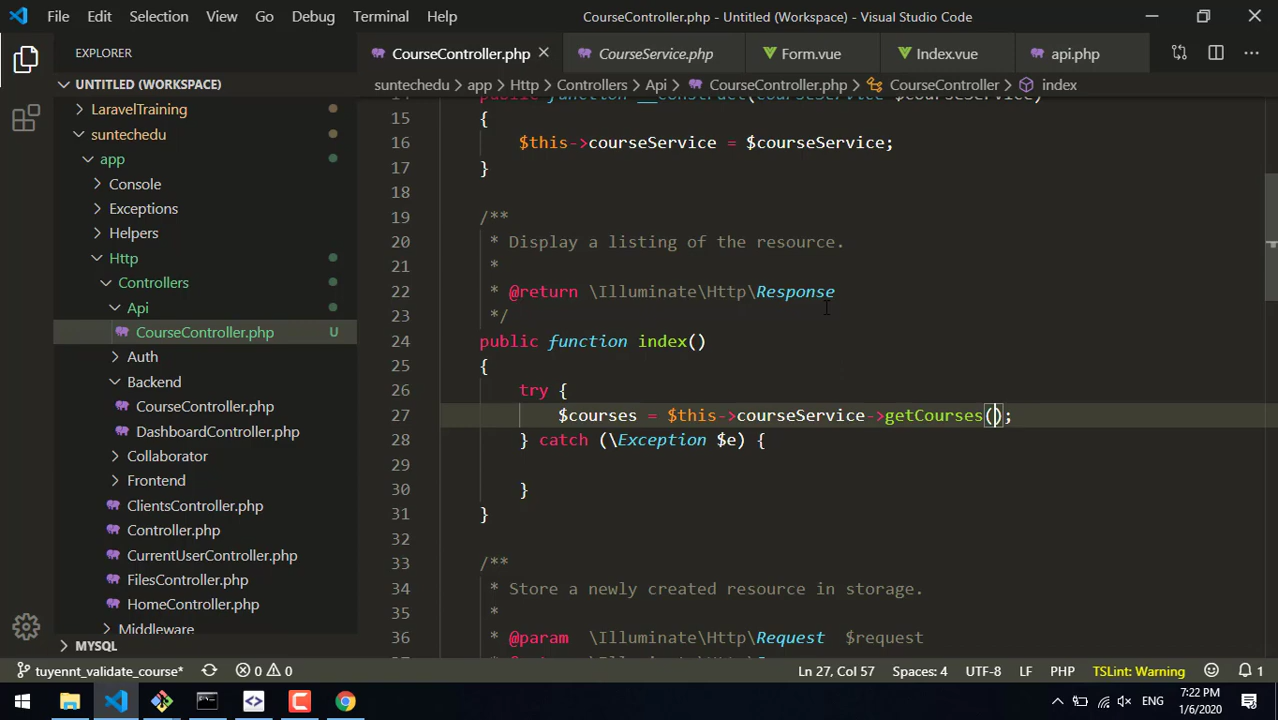 File Edit Selection View Go Debug Terminal Help CourseController.php - Untitled (Workspace) - Visual Studio Code
EXPLORER
UNTITLED (WORKSPACE)
LaravelTraining
suntechedu
app
Console
Exceptions
Helpers
Http
Controllers
Api
CourseController.php U
Auth
Backend
CourseController.php
DashboardController.php
Collaborator
Frontend
ClientsController.php
Controller.php
CurrentUserController.php
FilesController.php
HomeController.php
Middleware
MYSQL
CourseController.php CourseService.php Form.vue Index.vue api.php
suntechedu > app > Http > Controllers > Api > CourseController.php > CourseController > index
14 public function __construct(CourseService $courseService)
15 {
16 $this->courseService = $courseService;
17 }
18
19 /**
20 * Display a listing of the resource.
21 *
22 * @return \Illuminate\Http\Response
23 */
24 public function index()
25 {
26 try {
27 $courses = $this->courseService->getCourses();
28 } catch (\Exception $e) {
29
30 }
31 }
32
33 /**
34 * Store a newly created resource in storage.
35 *
36 * @param \Illuminate\Http\Request $request
tuyennt_validate_course* 0 0 Ln 27, Col 57 Spaces: 4 UTF-8 LF PHP TSLint: Warning 1
ENG 7:22 PM
1/6/2020